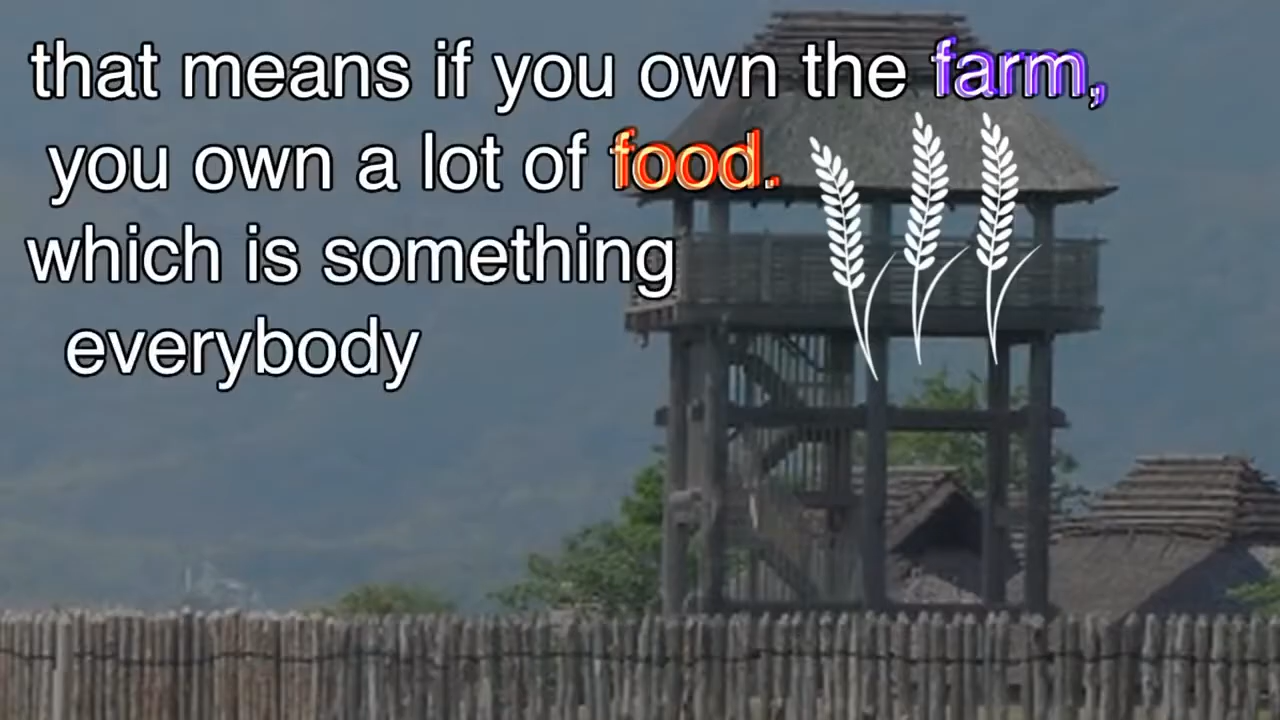 that means if you own the farm,
you own a lot of food.
which is something
everybody